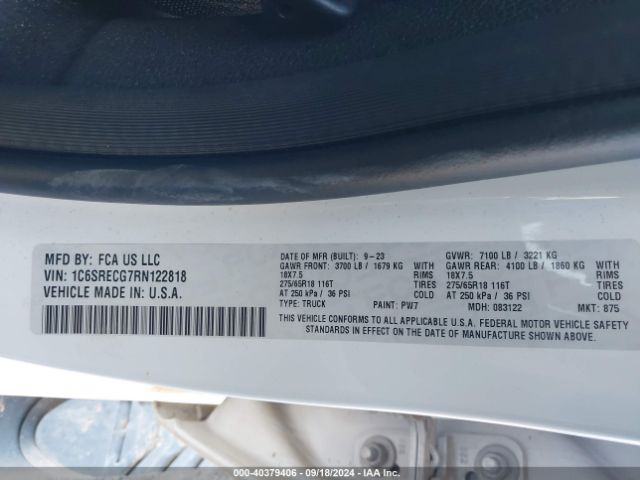 MFD BY: FCA US LLC
VIN: 1C6SRECG7RN122818
VEHICLE MADE IN: U.S.A.
DATE OF MFR (BUILT): 9-23 GVWR: 7100 LB / 3221 KG
GAWR FRONT: 3700 LB / 1679 KG WITH GAWR REAR: 4100 LB / 1860 KG WITH
18X7.5 RIMS 18X7.5 RIMS
275/65R18 116T TIRES 275/65R18 116T TIRES
AT 250 kPa / 36 PSI COLD AT 250 kPa / 36 PSI COLD
TYPE: TRUCK PAINT: PW7 MDH: 083122 MKT: 875
THIS VEHICLE CONFORMS TO ALL APPLICABLE U.S.A. FEDERAL MOTOR VEHICLE SAFETY
STANDARDS IN EFFECT ON THE DATE OF MANUFACTURE SHOWN ABOVE.
000-40379406 - 09/18/2024 - IAA Inc.